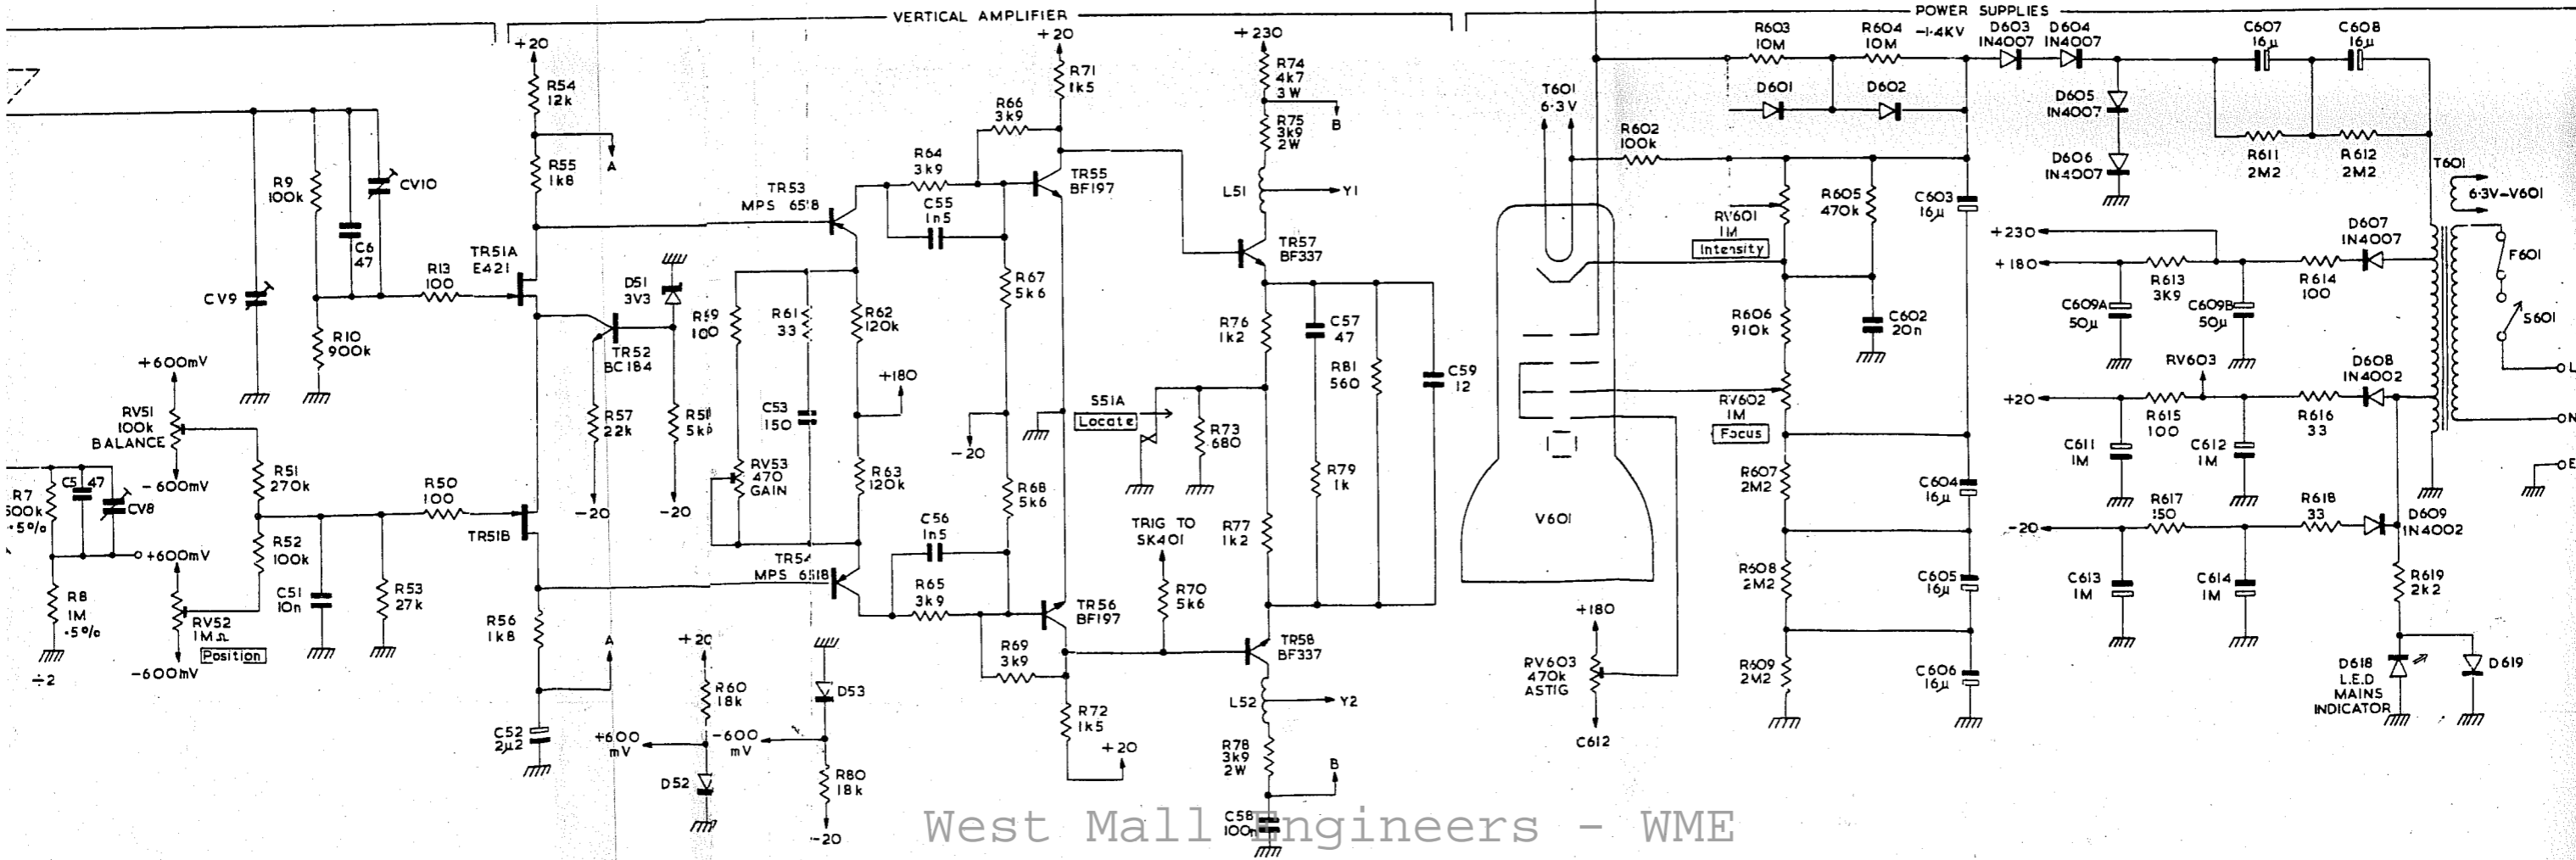 VERTICAL AMPLIFIER
POWER SUPPLIES
+20
R54
12k
R55
1k8
A
R9
100k
C6
47
CV10
CV9
R10
900k
R13
100
TR51A
E421
+600mV
RV51
100k
BALANCE
-600mV
R51
270k
R52
100k
R7
C5
47
CV8
+600mV
R8
1M
.5%
÷2
RV52
1MΩ
Position
-600mV
C51
10n
R53
27k
R50
100
TR51B
R56
1k8
A
C52
2µ2
TR52
BC184
R57
22k
-20
D51
3V3
-20
TR53
R61
33
R62
120k
C53
150
+180
RV53
470
GAIN
R63
120k
TR54
MPS 6518
+20
R60
18k
+600
mV
D52
-600
mV
D53
R80
18k
-20
R64
3k9
C55
1n5
R66
3k9
+20
R71
1k5
TR55
BF197
R67
5k6
-20
R68
5k6
C56
1n5
R65
3k9
R69
3k9
TR56
BF197
R72
1k5
+20
S51A
Locate
TRIG TO
SK401
R70
5k6
R73
680
+230
R74
4k7
3W
B
R75
3k9
2W
L51
Y1
TR57
BF337
R76
1k2
C57
47
R81
560
C59
12
R79
1k
R77
1k2
TR58
BF337
L52
Y2
R78
3k9
2W
B
C58
100n
T601
6·3V
V601
+180
RV603
470k
ASTIG
C612
R603
10M
R604
10M
-1·4KV
D601
D602
R602
100k
RV601
1M
Intensity
R605
470k
C603
16µ
R606
910k
C602
20n
RV602
1M
Focus
R607
2M2
C604
16µ
R608
2M2
C605
16µ
R609
2M2
C606
16µ
D603
IN4007
D604
IN4007
D605
IN4007
D606
IN4007
C607
16µ
C608
16µ
R611
2M2
R612
2M2
T601
6·3V-V601
+230
+180
R613
3K9
R614
100
D607
IN4007
C609A
50µ
C609B
50µ
F601
S601
L
N
E
RV603
+20
R615
100
R616
33
D608
IN4002
C611
1M
C612
1M
-20
R617
150
R618
33
D609
IN4002
C613
1M
C614
1M
R619
2k2
D618
L.E.D
MAINS
INDICATOR
D619
West Mall Engineers - WME